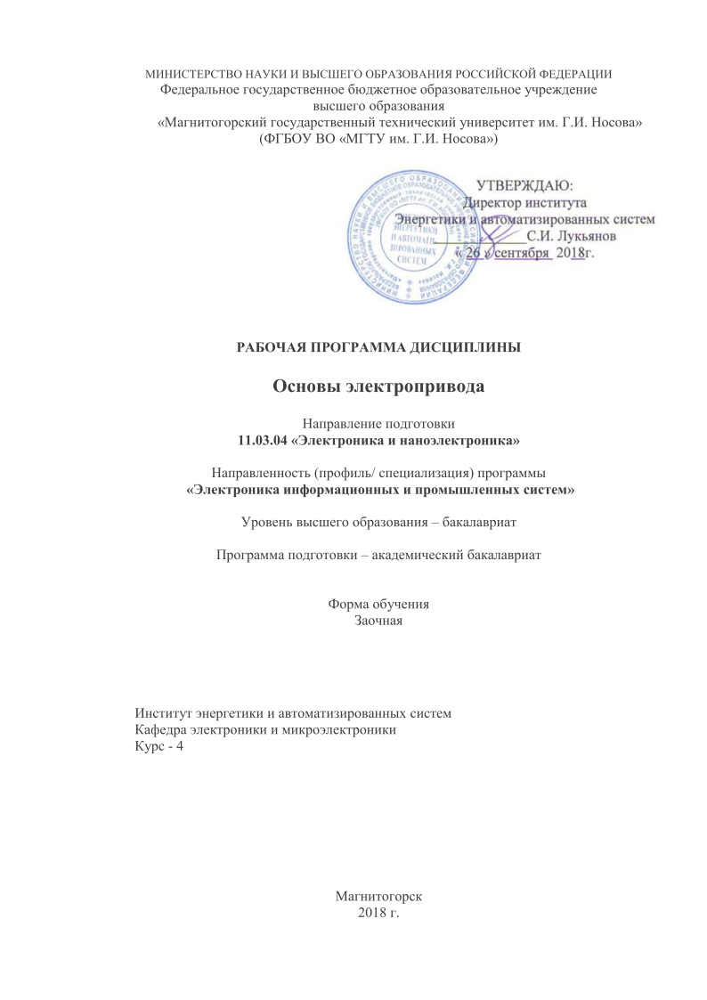 МИНИСТЕРСТВО НАУКИ И ВЫСШЕГО ОБРАЗОВАНИЯ РОССИЙСКОЙ ФЕДЕРАЦИИ
Федеральное государственное бюджетное образовательное учреждение
высшего образования
«Магнитогорский государственный технический университет им. Г.И. Носова»
(ФГБОУ ВО «МГТУ им. Г.И. Носова»)
УТВЕРЖДАЮ:
Директор института
Энергетики и автоматизированных систем
С.И. Лукьянов
« 26 » сентября 2018г.
ЭНЕРГЕТИКИ
И АВТОМАТИ
ЗИРОВАННЫХ
СИСТЕМ
РАБОЧАЯ ПРОГРАММА ДИСЦИПЛИНЫ
Основы электропривода
Направление подготовки
11.03.04 «Электроника и наноэлектроника»
Направленность (профиль/ специализация) программы
«Электроника информационных и промышленных систем»
Уровень высшего образования – бакалавриат
Программа подготовки – академический бакалавриат
Форма обучения
Заочная
Институт энергетики и автоматизированных систем
Кафедра электроники и микроэлектроники
Курс - 4
Магнитогорск
2018 г.